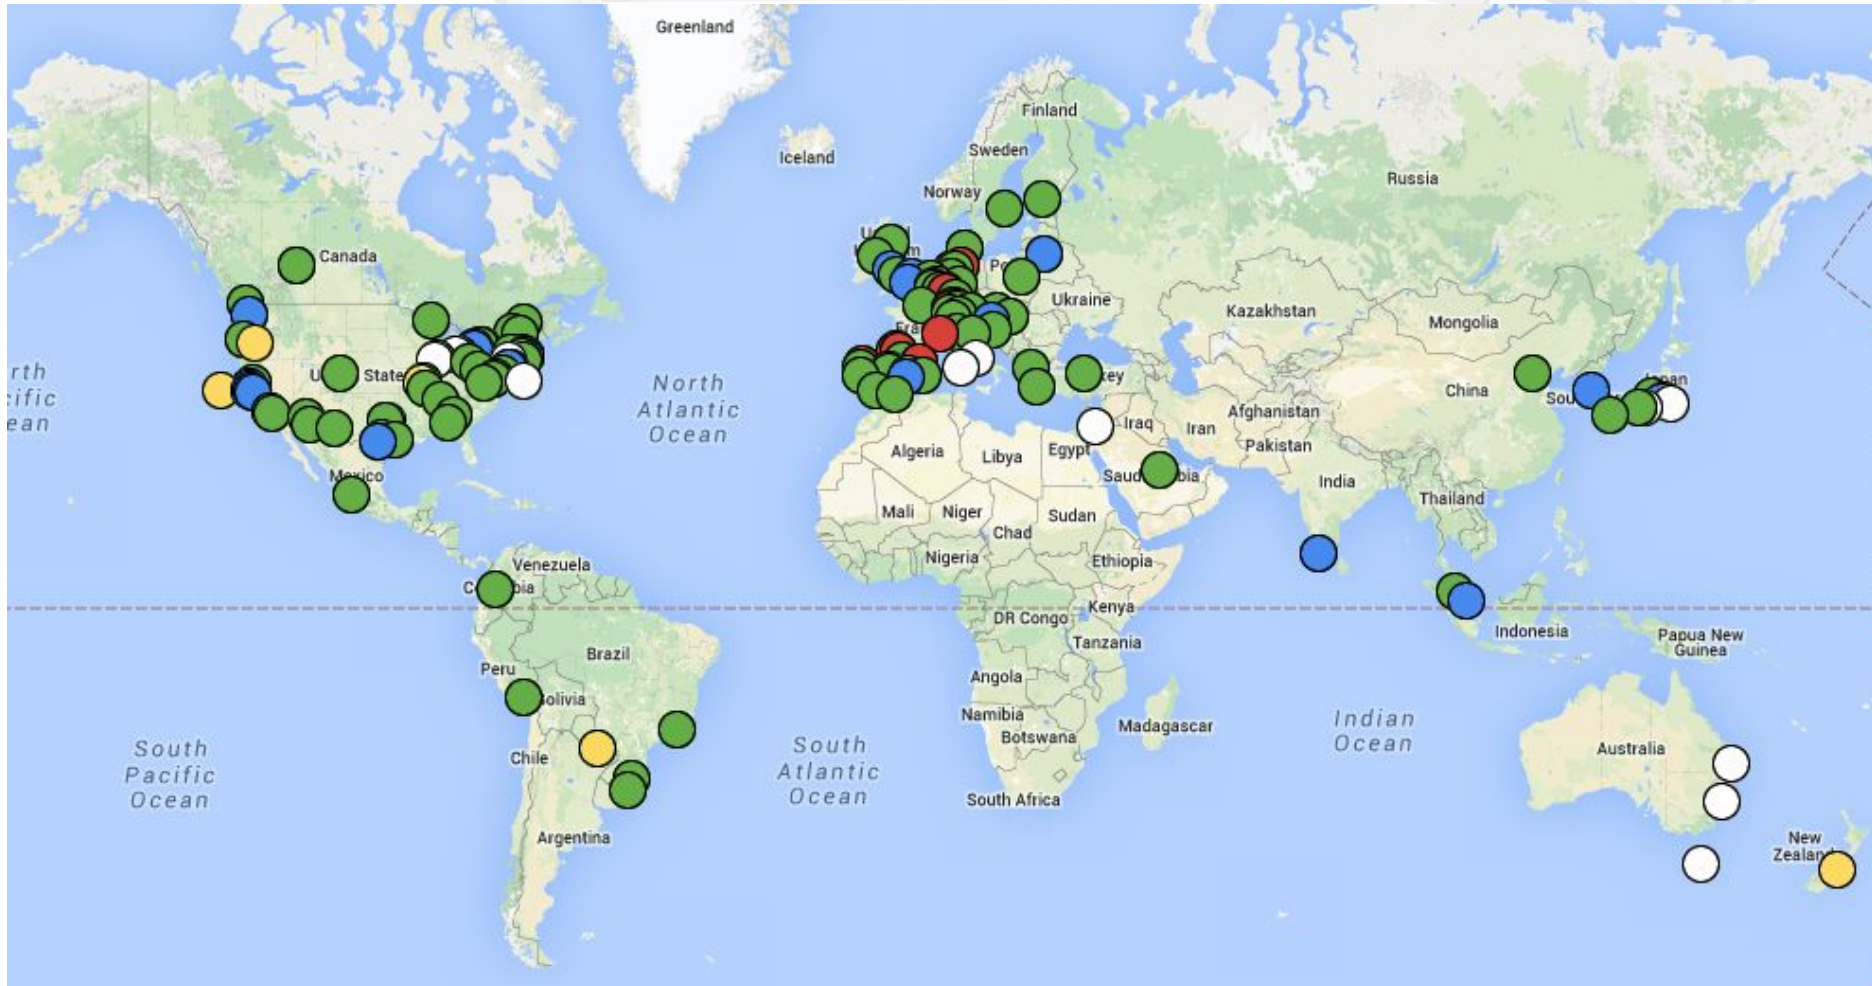 Greenland
Finland
Iceland
Sweden
Russia
Norway
Canada
Ukraine
Kazakhstan
Mongolia
North
Atlantic
Ocean
China
Afghanistan
Iraq
Iran
Pakistan
Algeria
Libya
Egypt
India
Mexico
Thailand
Mali
Niger
Sudan
Chad
Nigeria
Ethiopia
Venezuela
Kenya
DR Congo
Tanzania
Indonesia
Papua New
Guinea
Brazil
Peru
Angola
Namibia
Botswana
Madagascar
Indian
Ocean
South
Pacific
Ocean
Chile
South
Atlantic
Ocean
Australia
South Africa
Argentina
New
Zealand